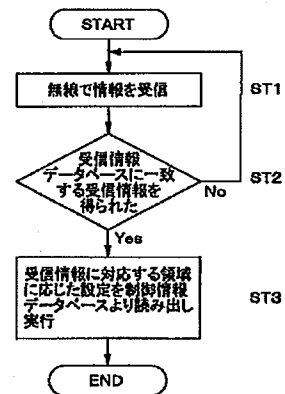 START
無線で情報を受信
ST1
受信情報
データベースに一致
する受信情報を
得られた
ST2
No
Yes
受信情報に対応する領域
に応じた設定を制御情報
データベースより読み出し
実行
ST3
END